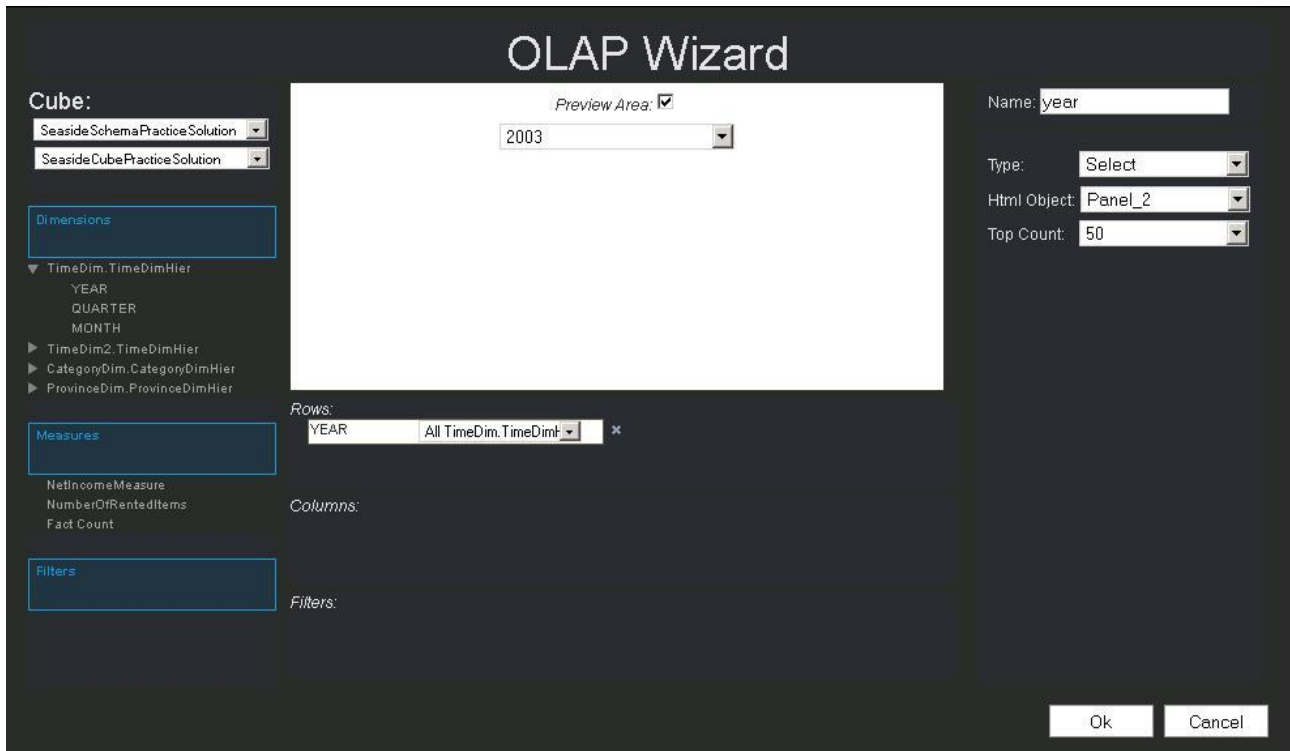 OLAP Wizard
Cube:
SeasideSchemaPracticeSolution
SeasideCubePracticeSolution
Dimensions
TimeDim.TimeDimHier
YEAR
QUARTER
MONTH
TimeDim2.TimeDimHier
CategoryDim.CategoryDimHier
ProvinceDim.ProvinceDimHier
Measures
NetIncomeMeasure
NumberOfRentedItems
Fact Count
Filters
Preview Area:
2003
Rows:
YEAR All TimeDim.TimeDimH
Columns:
Filters:
Name: year
Type: Select
Html Object: Panel_2
Top Count: 50
Ok Cancel